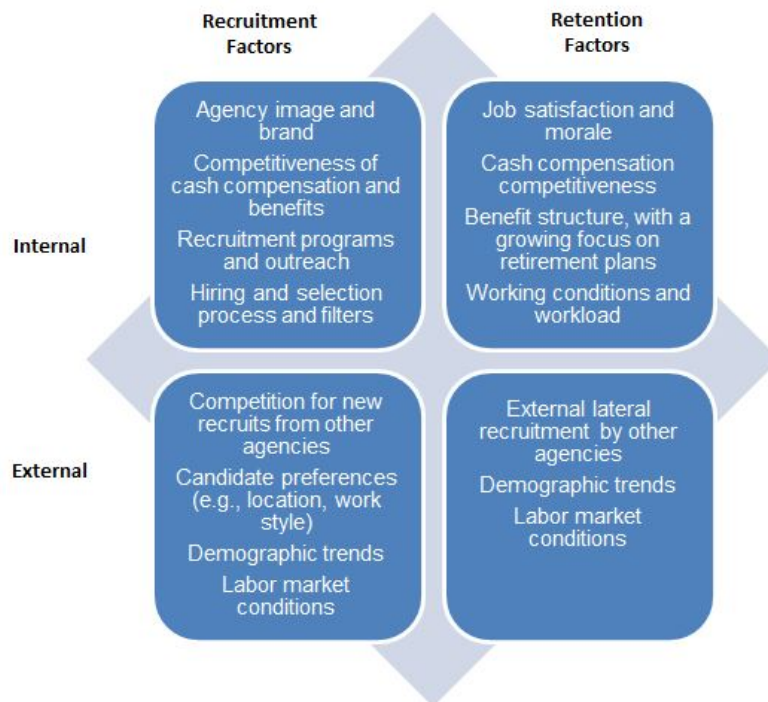 Recruitment
Factors
Retention
Factors
Internal
Agency image and
brand
Competitiveness of
cash compensation and
benefits
Recruitment programs
and outreach
Hiring and selection
process and filters
Job satisfaction and
morale
Cash compensation
competitiveness
Benefit structure, with a
growing focus on
retirement plans
Working conditions and
workload
External
Competition for new
recruits from other
agencies
Candidate preferences
(e.g., location, work
style)
Demographic trends
Labor market
conditions
External lateral
recruitment by other
agencies
Demographic trends
Labor market
conditions